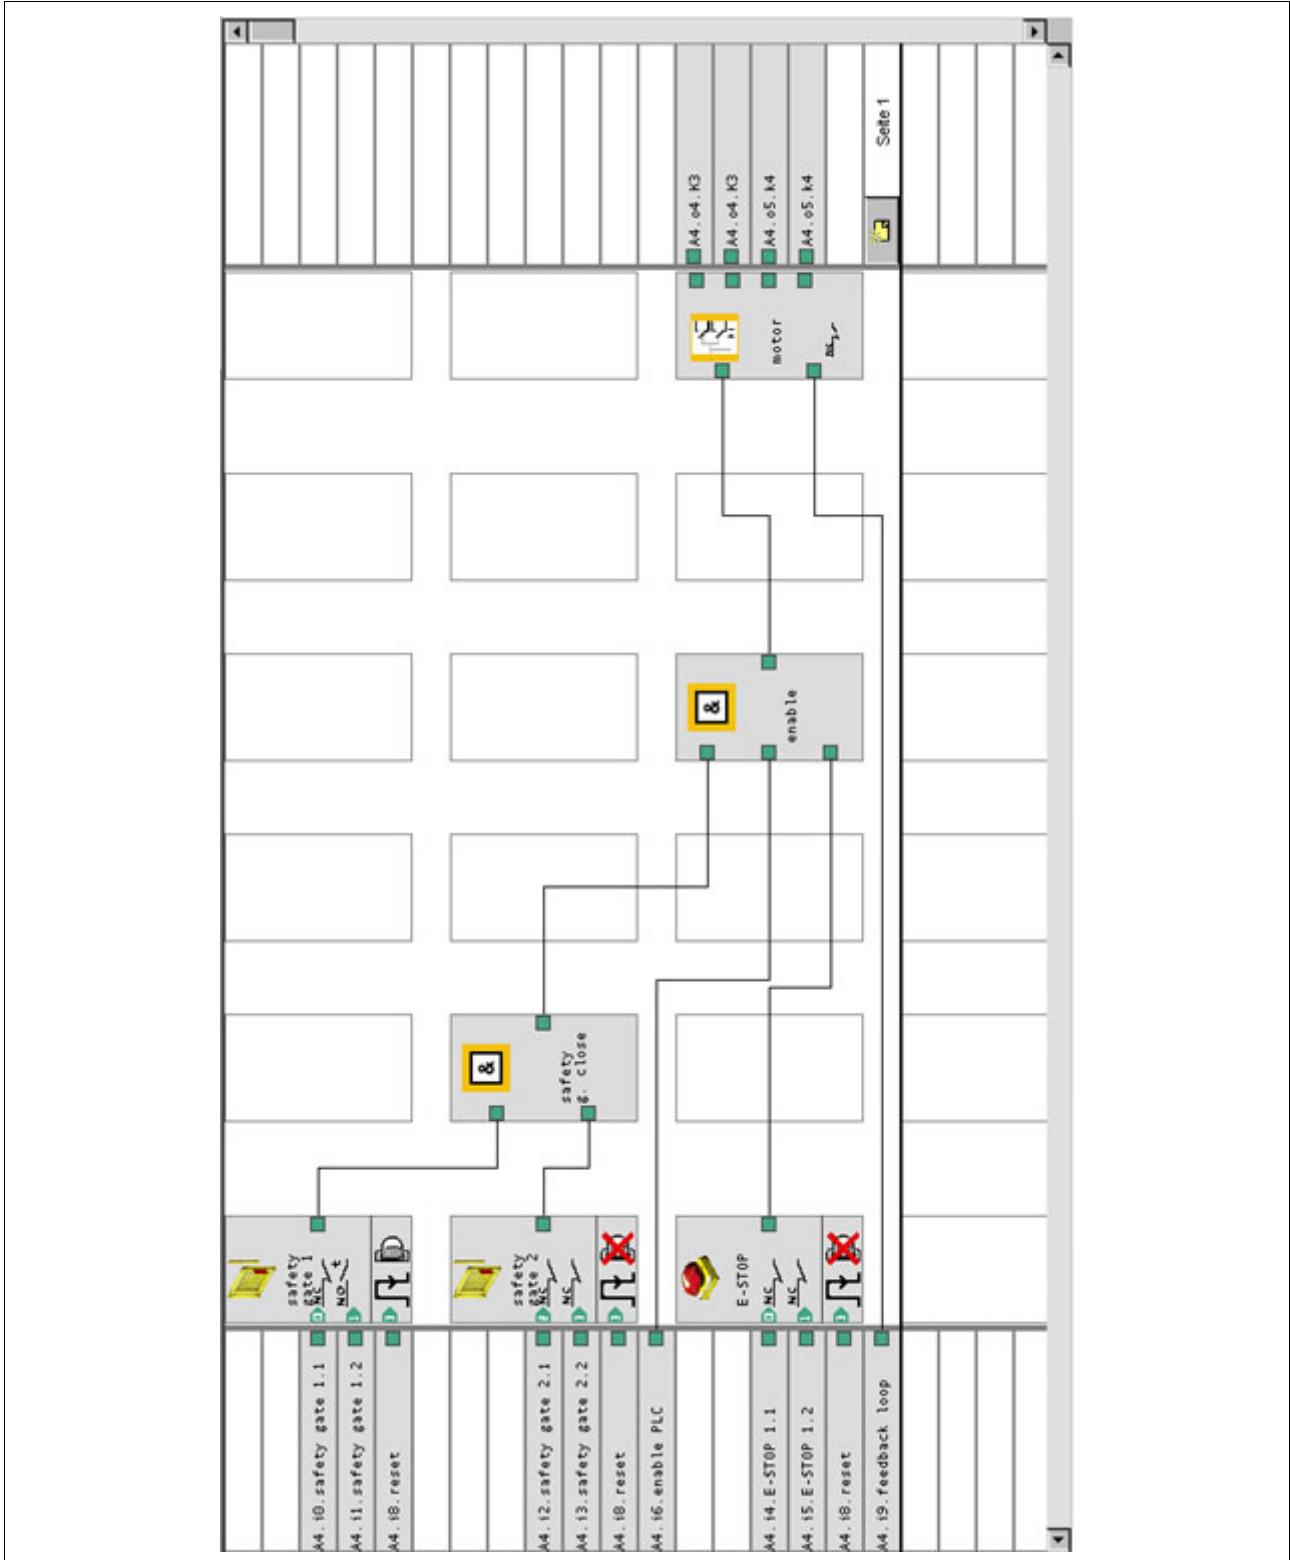 A4.i0.safety gate 1.1
A4.i1.safety gate 1.2
A4.i8.reset
A4.i2.safety gate 2.1
A4.i3.safety gate 2.2
A4.i8.reset
A4.i6.enable PLC
A4.i4.E-STOP 1.1
A4.i5.E-STOP 1.2
A4.i8.reset
A4.i9.feedback loop
safety
gate 1
NC
NO
safety
gate 2
NC
NC
E-STOP
NC
NC
&
safety
g. close
&
enable
motor
A4.o4.K3
A4.o4.K3
A4.o5.k4
A4.o5.k4
Seite 1